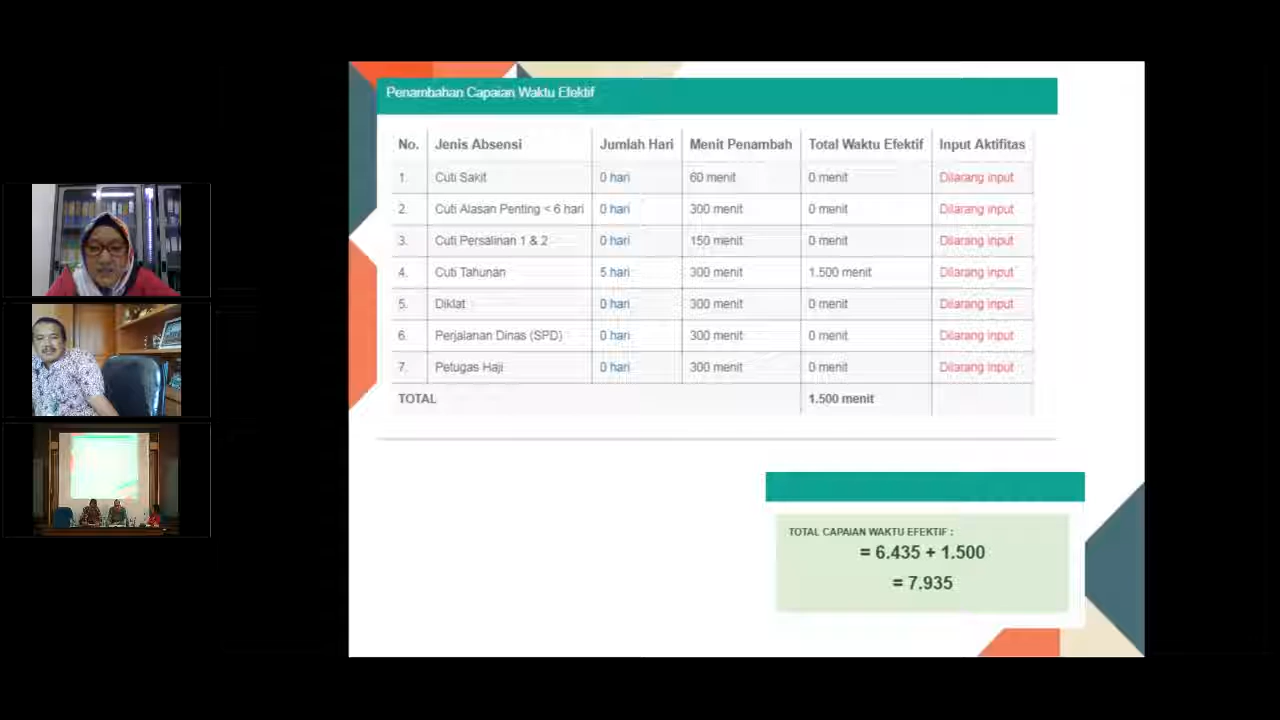 Penambahan Capaian Waktu Efektif
No. Jenis Absensi Jumlah Hari Menit Penambah Total Waktu Efektif Input Aktifitas
1. Cuti Sakit 0 hari 60 menit 0 menit Dilarang input
2. Cuti Alasan Penting < 6 hari 0 hari 300 menit 0 menit Dilarang input
3. Cuti Persalinan 1 & 2 0 hari 150 menit 0 menit Dilarang input
4. Cuti Tahunan 5 hari 300 menit 1.500 menit Dilarang input
5. Diklat 0 hari 300 menit 0 menit Dilarang input
6. Perjalanan Dinas (SPD) 0 hari 300 menit 0 menit Dilarang input
7. Petugas Haji 0 hari 300 menit 0 menit Dilarang input
TOTAL 1.500 menit
TOTAL CAPAIAN WAKTU EFEKTIF :
= 6.435 + 1.500
= 7.935